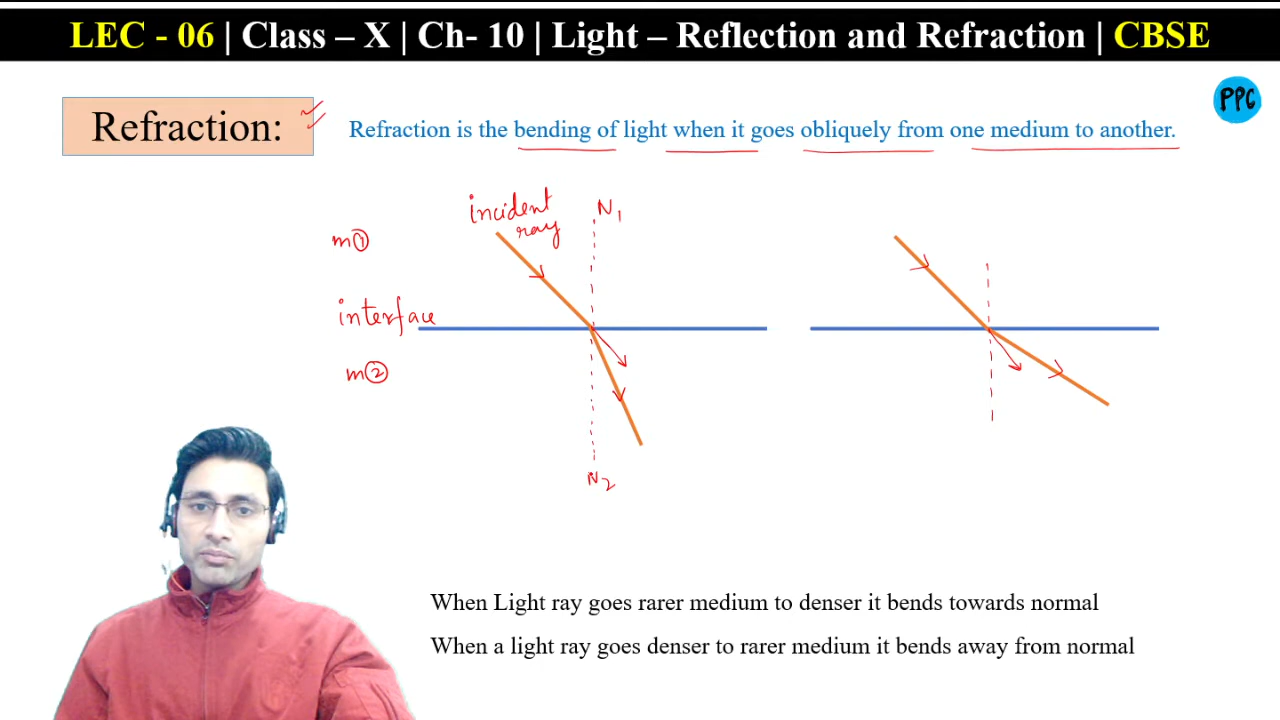 LEC - 06 | Class – X | Ch- 10 | Light – Reflection and Refraction | CBSE
PPC
Refraction:
Refraction is the bending of light when it goes obliquely from one medium to another.
incident
ray
N1
m①
interface
m②
N2
When Light ray goes rarer medium to denser it bends towards normal
When a light ray goes denser to rarer medium it bends away from normal